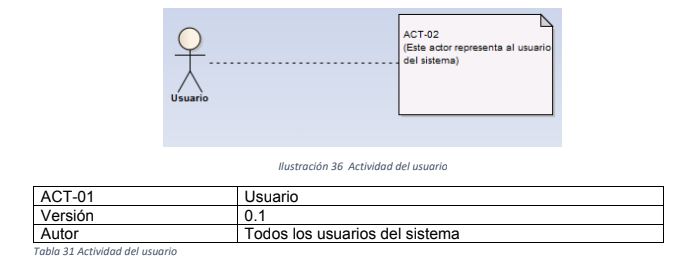 ACT-02
(Este actor representa al usuario
del sistema)
Usuario
Ilustración 36 Actividad del usuario
ACT-01 Usuario
Versión 0.1
Autor Todos los usuarios del sistema
Tabla 31 Actividad del usuario